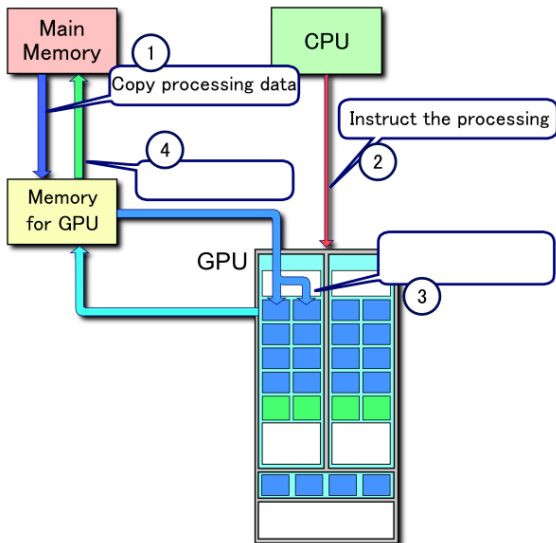 Main
Memory
CPU
1
Copy processing data
Instruct the processing
2
4
Memory
for GPU
GPU
3